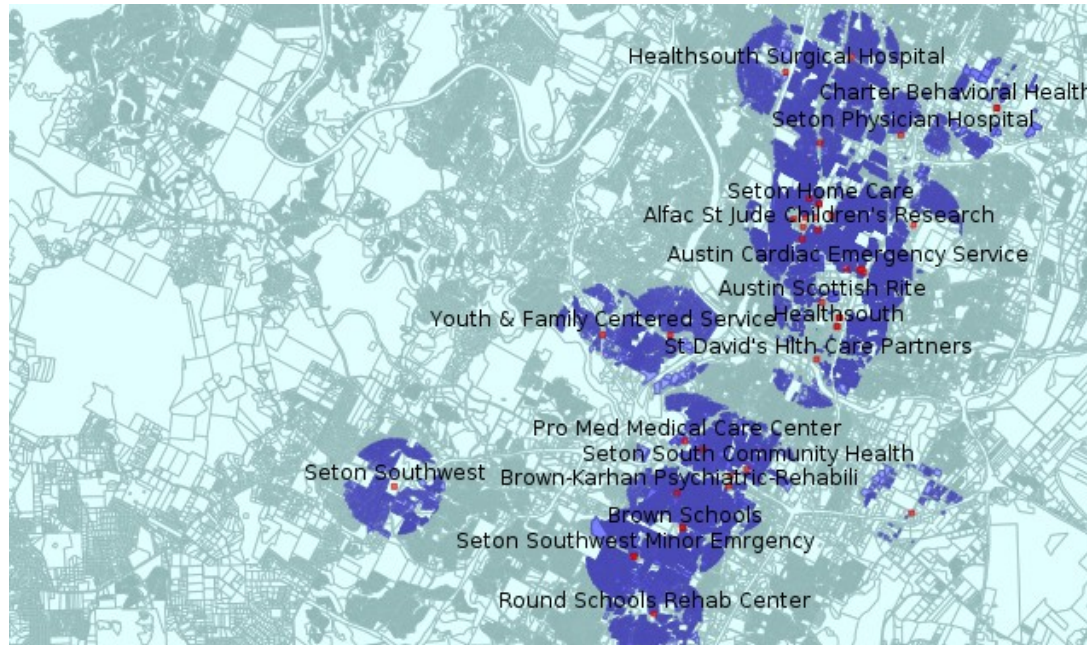 Healthsouth Surgical Hospital
Charter Behavioral Health
Seton Physician Hospital
Seton Home Care
Alfac St Jude Children's Research
Austin Cardiac Emergency Service
Austin Scottish Rite
Healthsouth
Youth & Family Centered Service
St David's Hlth Care Partners
Pro Med Medical Care Center
Seton South Community Health
Seton Southwest
Brown-Karhan Psychiatric-Rehabili
Brown Schools
Seton Southwest Minor Emrgency
Round Schools Rehab Center